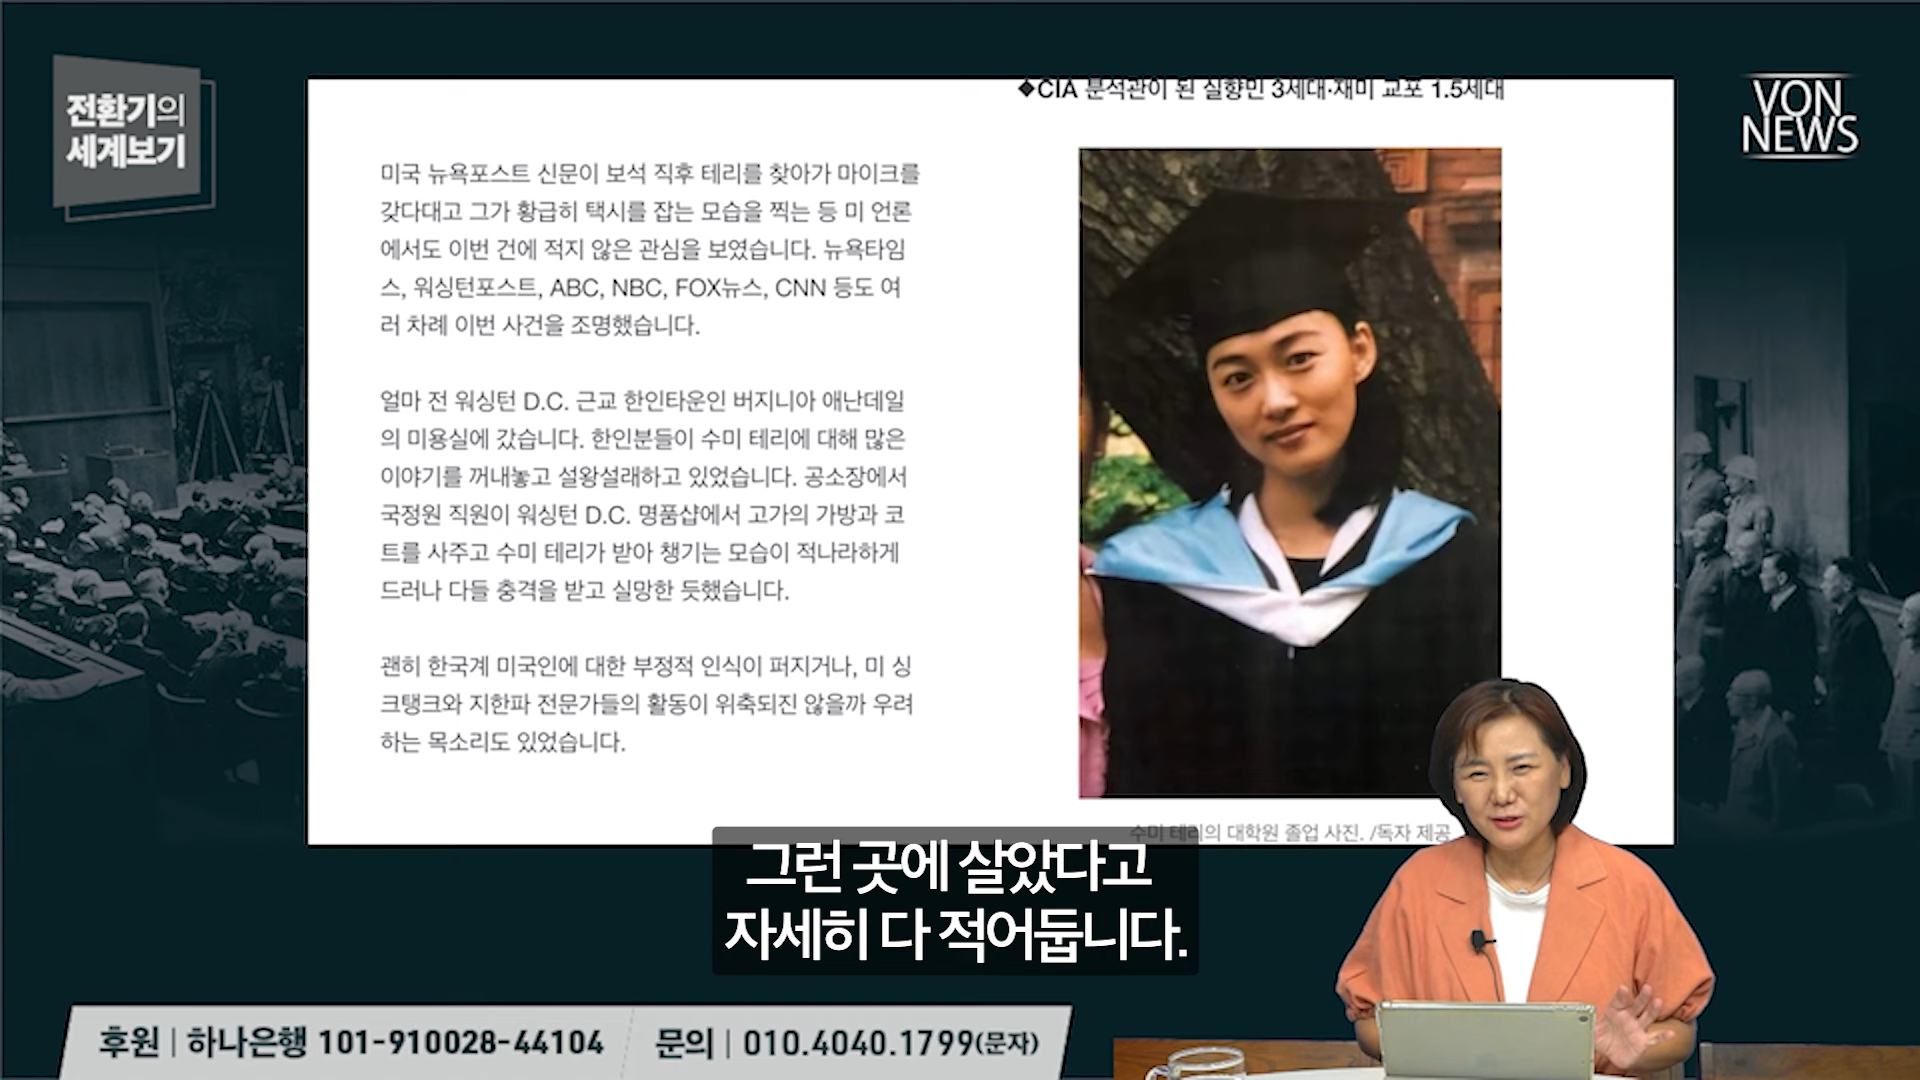 전환기의
세계보기
VON
NEWS
◆CIA 분석관이 된 실향민 3세대·재미 교포 1.5세대
미국 뉴욕포스트 신문이 보석 직후 테리를 찾아가 마이크를
갖다대고 그가 황급히 택시를 잡는 모습을 찍는 등 미 언론
에서도 이번 건에 적지 않은 관심을 보였습니다. 뉴욕타임
스, 워싱턴포스트, ABC, NBC, FOX뉴스, CNN 등도 여
러 차례 이번 사건을 조명했습니다.
얼마 전 워싱턴 D.C. 근교 한인타운인 버지니아 애난데일
의 미용실에 갔습니다. 한인분들이 수미 테리에 대해 많은
이야기를 꺼내놓고 설왕설래하고 있었습니다. 공소장에서
국정원 직원이 워싱턴 D.C. 명품샵에서 고가의 가방과 코
트를 사주고 수미 테리가 받아 챙기는 모습이 적나라하게
드러나 다들 충격을 받고 실망한 듯했습니다.
괜히 한국계 미국인에 대한 부정적 인식이 퍼지거나, 미 싱
크탱크와 지한파 전문가들의 활동이 위축되진 않을까 우려
하는 목소리도 있었습니다.
수미 테리의 대학원 졸업 사진. /독자 제공
그런 곳에 살았다고
자세히 다 적어둡니다.
후원 | 하나은행 101-910028-44104
문의 | 010.4040.1799(문자)